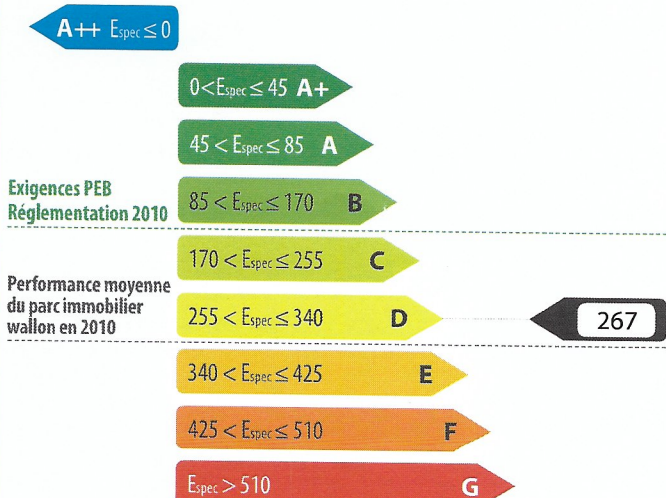 A++ Espec ≤ 0
0 < Espec ≤ 45 A+
45 < Espec ≤ 85 A
Exigences PEB
Réglementation 2010
85 < Espec ≤ 170 B
170 < Espec ≤ 255 C
Performance moyenne
du parc immobilier
wallon en 2010
255 < Espec ≤ 340 D
267
340 < Espec ≤ 425 E
425 < Espec ≤ 510 F
Espec > 510 G